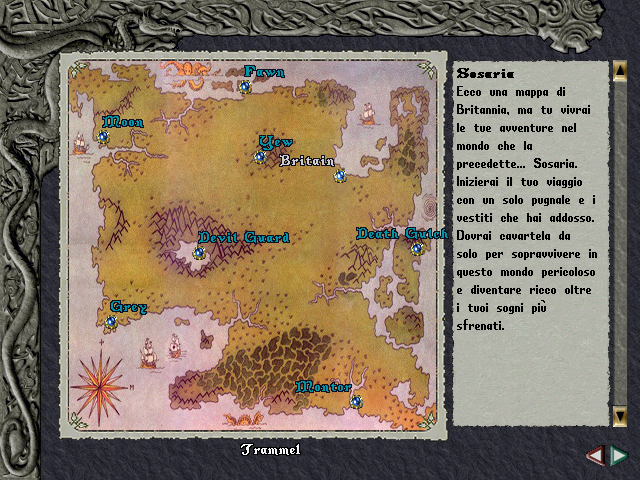 Fawn
Moon
Yew
Britain
Devil Guard
Death Gulch
Grey
Montor
Trammel
Sosaria
Ecco una mappa di
Britannia, ma tu vivrai
le tue avventure nel
mondo che la
precedette... Sosaria.
Inizierai il tuo viaggio
con un solo pugnale e i
vestiti che hai addosso.
Dovrai cavartela da
solo per sopravvivere in
questo mondo pericoloso
e diventare ricco oltre
i tuoi sogni più
sfrenati.